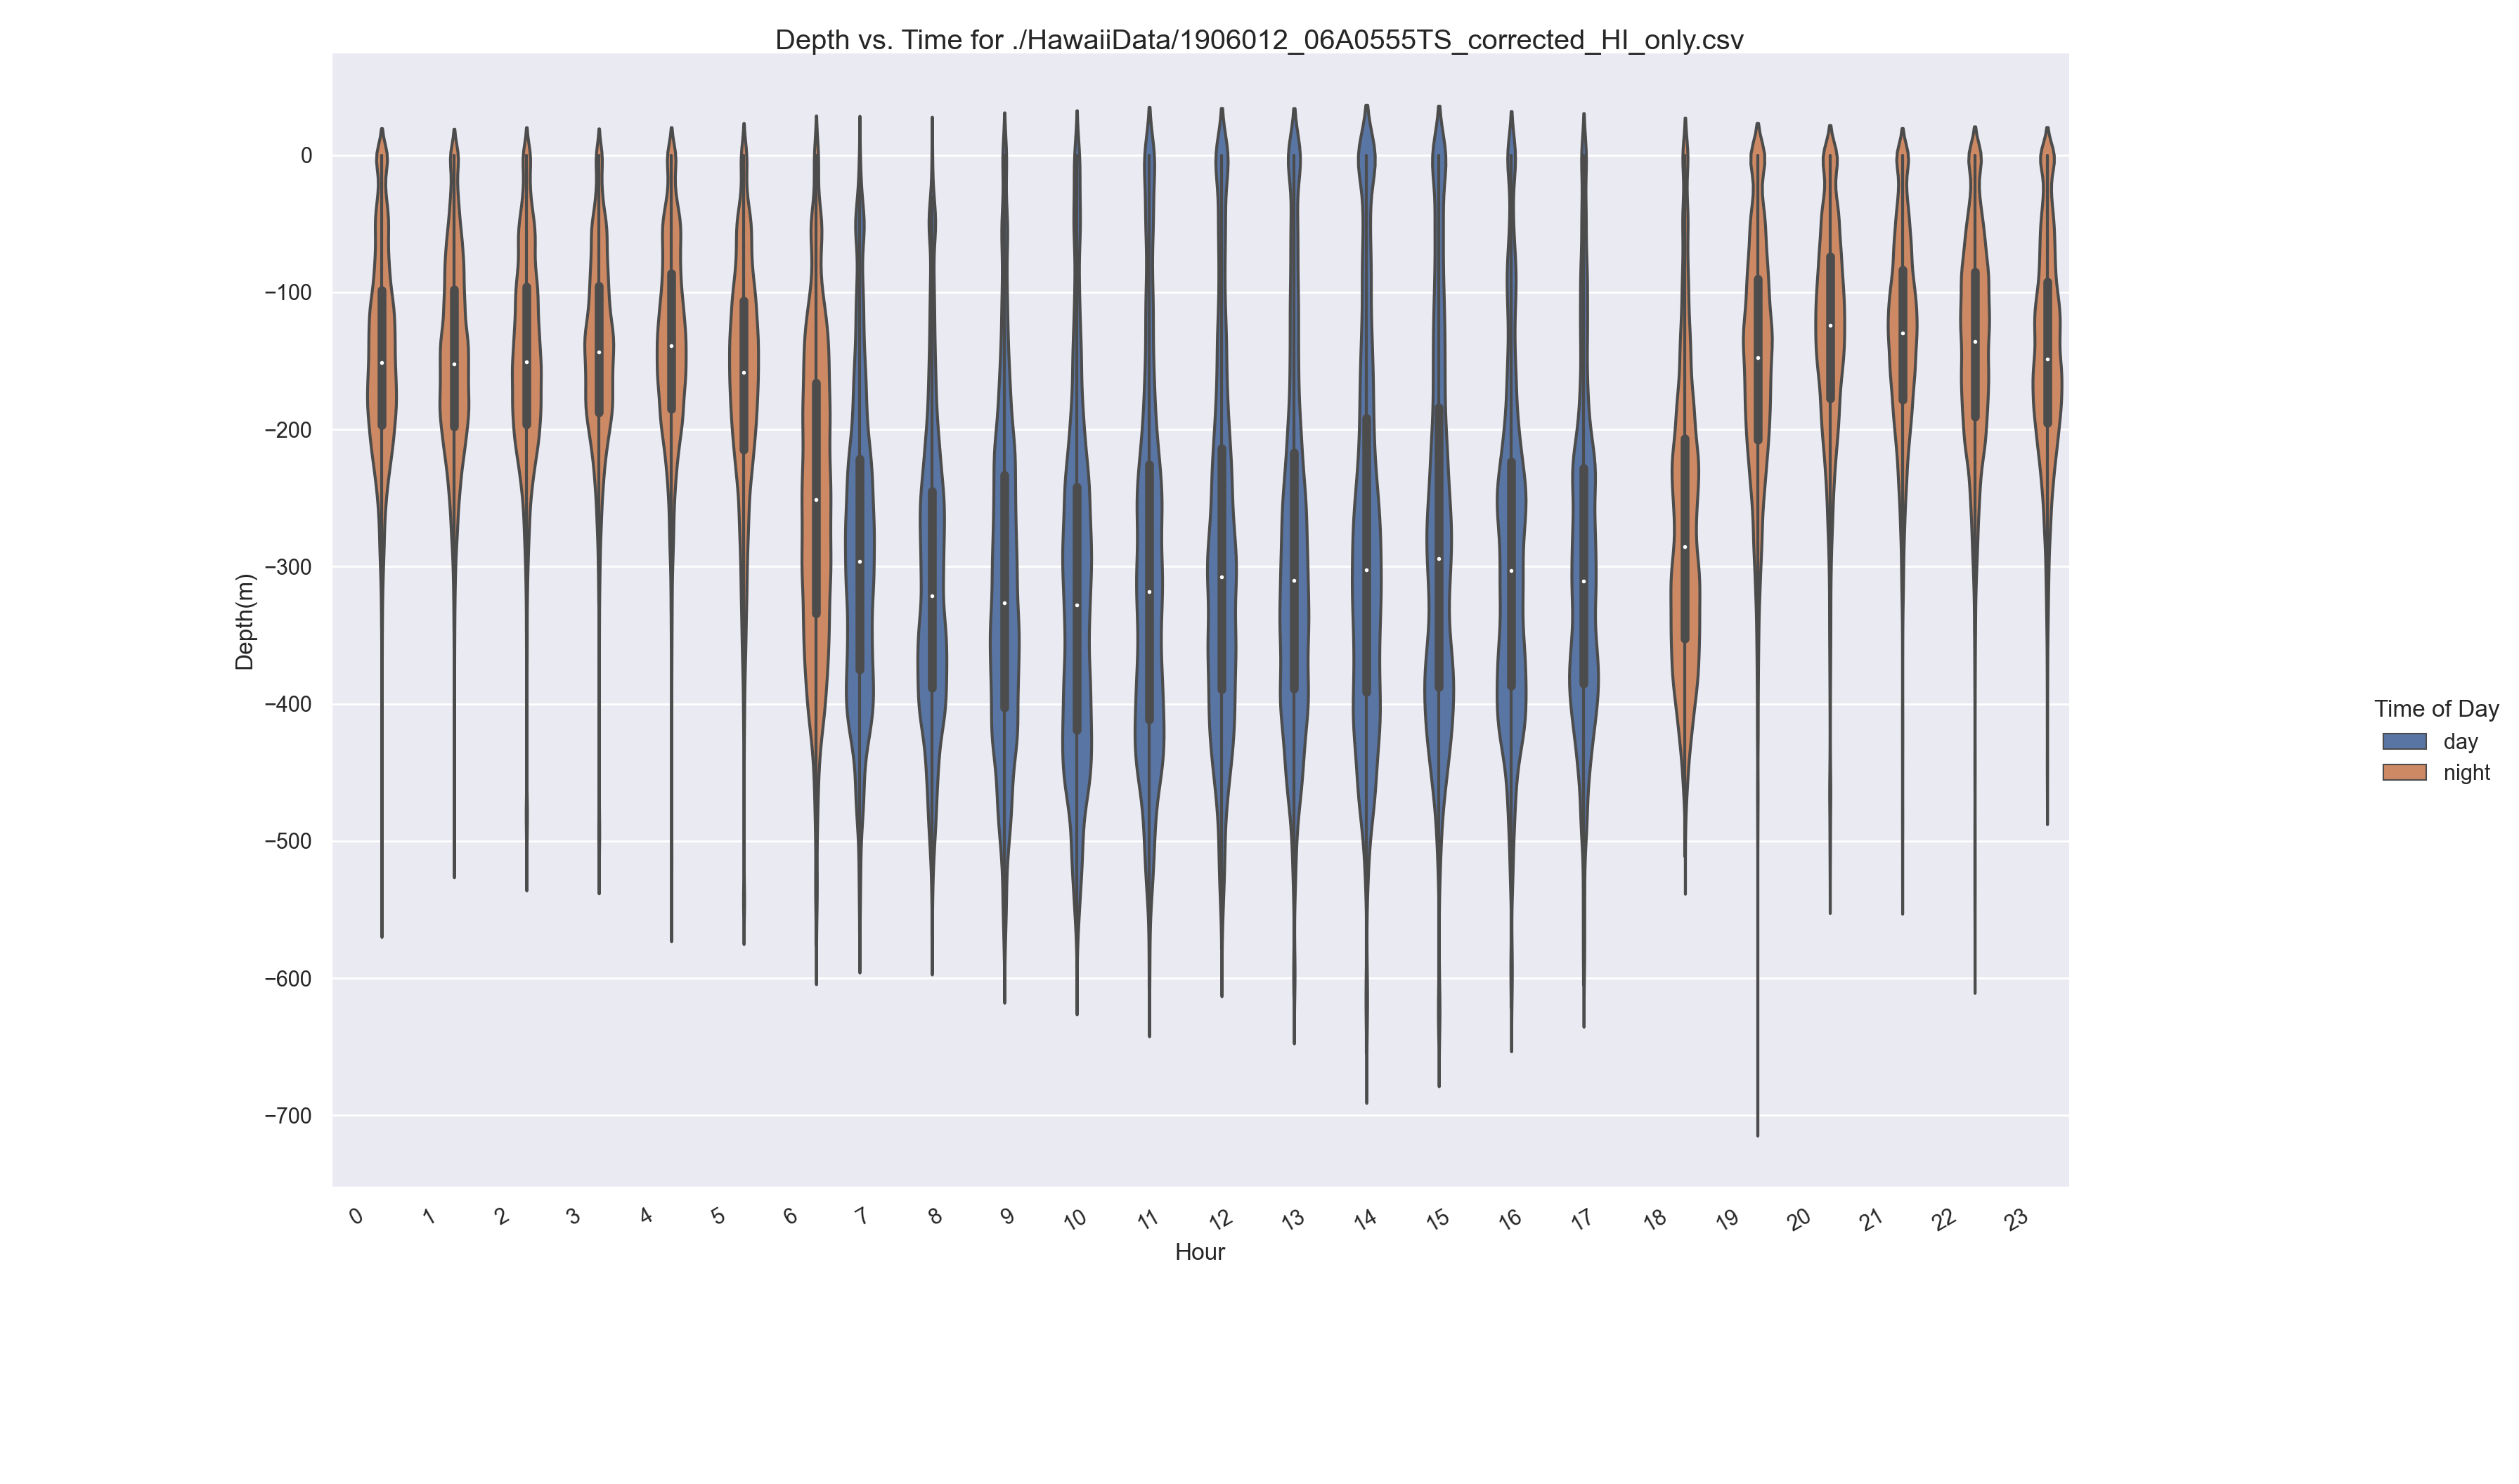 Depth vs. Time for ./HawaiiData/1906012_06A0555TS_corrected_HI_only.csv
0
−100
−200
−300
−400
−500
−600
−700
Depth(m)
0 1 2 3 4 5 6 7 8 9 10 11 12 13 14 15 16 17 18 19 20 21 22 23
Hour
Time of Day
day
night